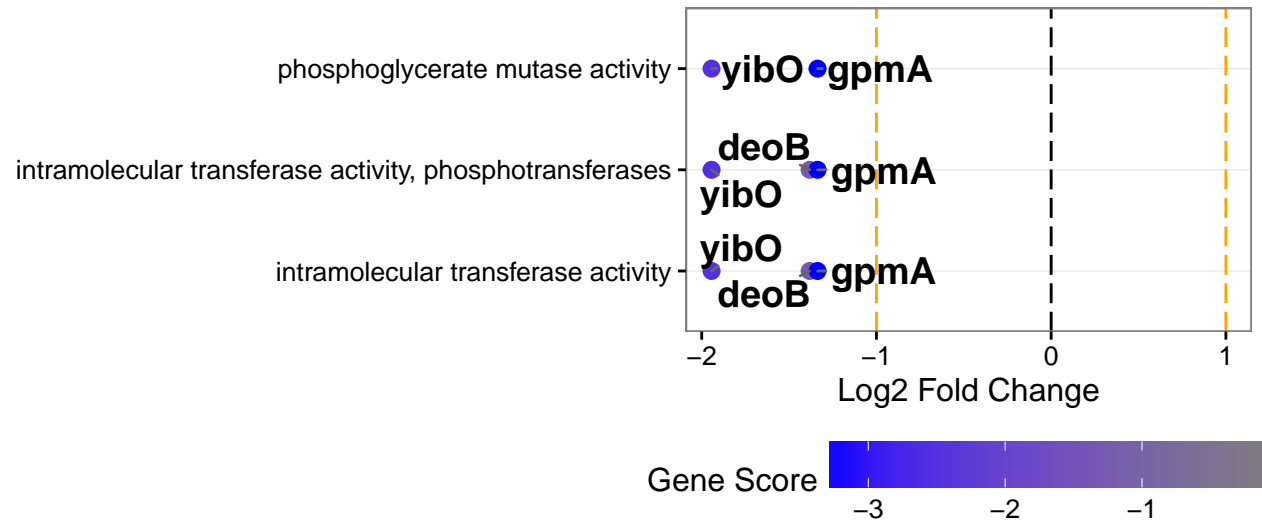 phosphoglycerate mutase activity
yibO
gpmA
intramolecular transferase activity, phosphotransferases
deoB
yibO
gpmA
intramolecular transferase activity
yibO
deoB
gpmA
−2
−1
0
1
Log2 Fold Change
Gene Score
−3
−2
−1